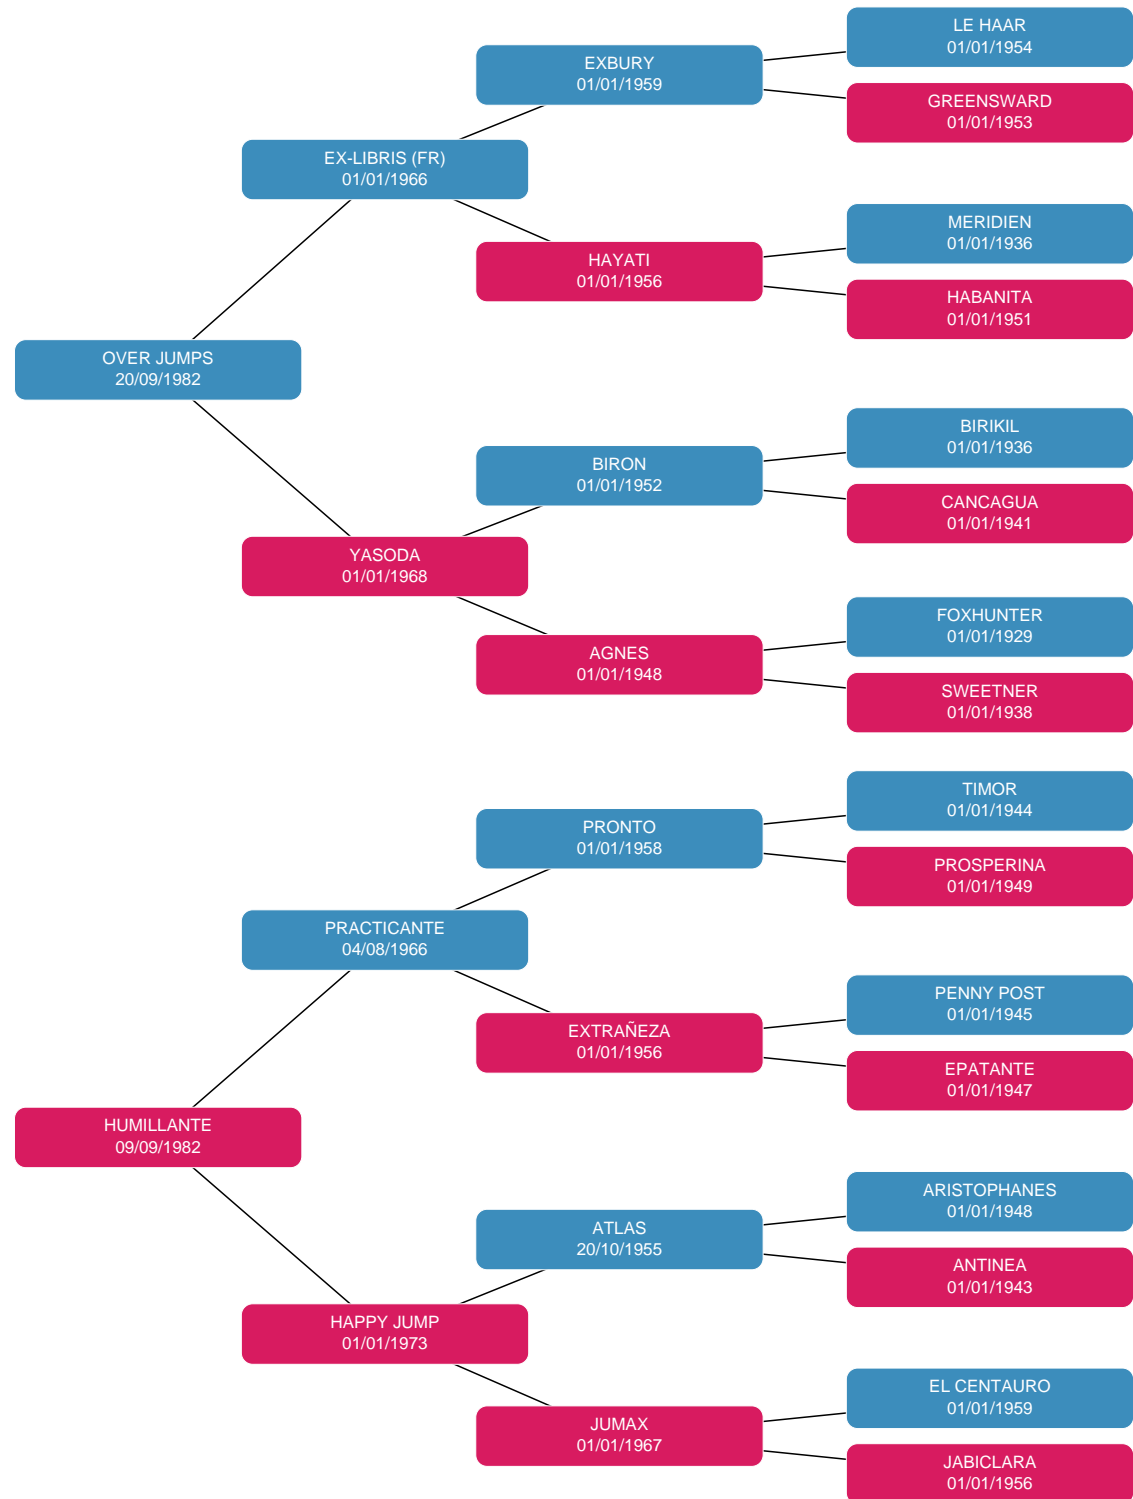 LE HAAR
01/01/1954
EXBURY
01/01/1959
GREENSWARD
01/01/1953
EX-LIBRIS (FR)
01/01/1966
MERIDIEN
01/01/1936
HAYATI
01/01/1956
HABANITA
01/01/1951
OVER JUMPS
20/09/1982
BIRIKIL
01/01/1936
BIRON
01/01/1952
CANCAGUA
01/01/1941
YASODA
01/01/1968
FOXHUNTER
01/01/1929
AGNES
01/01/1948
SWEETNER
01/01/1938
TIMOR
01/01/1944
PRONTO
01/01/1958
PROSPERINA
01/01/1949
PRACTICANTE
04/08/1966
PENNY POST
01/01/1945
EXTRAÑEZA
01/01/1956
EPATANTE
01/01/1947
HUMILLANTE
09/09/1982
ARISTOPHANES
01/01/1948
ATLAS
20/10/1955
ANTINEA
01/01/1943
HAPPY JUMP
01/01/1973
EL CENTAURO
01/01/1959
JUMAX
01/01/1967
JABICLARA
01/01/1956